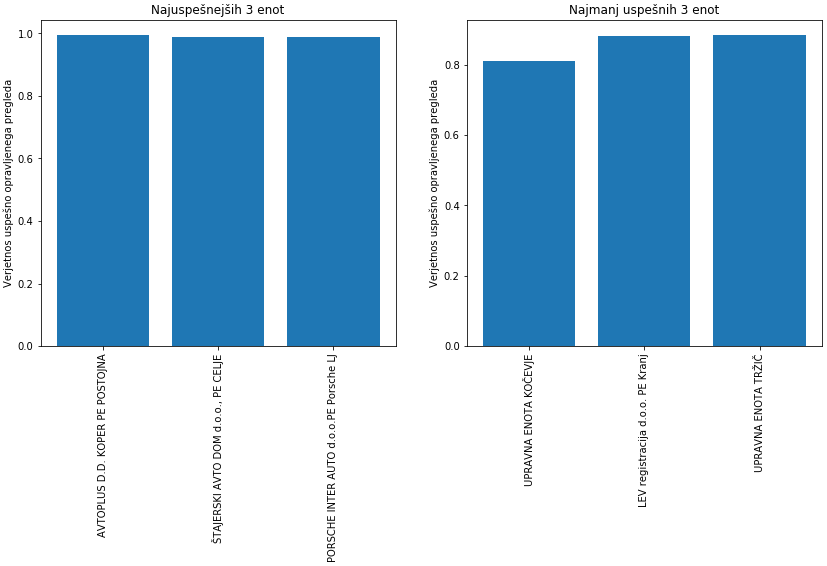 Najuspešnejših 3 enot
Verjetnos uspešno opravljenega pregleda
1.0
0.8
0.6
0.4
0.2
0.0
AVTOPLUS D.D. KOPER PE POSTOJNA
ŠTAJERSKI AVTO DOM d.o.o., PE CELJE
PORSCHE INTER AUTO d.o.o.PE Porsche LJ
Najmanj uspešnih 3 enot
Verjetnos uspešno opravljenega pregleda
0.8
0.6
0.4
0.2
0.0
UPRAVNA ENOTA KOČEVJE
LEV registracija d.o.o. PE Kranj
UPRAVNA ENOTA TRŽIČ